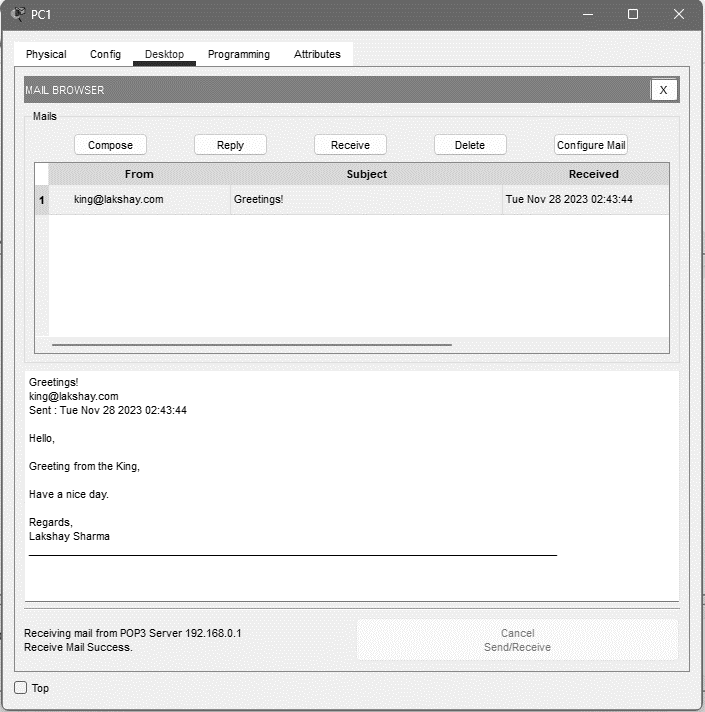 PC1
Physical Config Desktop Programming Attributes
MAIL BROWSER X
Mails
Compose Reply Receive Delete Configure Mail
From Subject Received
1 king@lakshay.com Greetings! Tue Nov 28 2023 02:43:44
Greetings!
king@lakshay.com
Sent : Tue Nov 28 2023 02:43:44
Hello,
Greeting from the King,
Have a nice day.
Regards,
Lakshay Sharma
Receiving mail from POP3 Server 192.168.0.1
Receive Mail Success.
Cancel
Send/Receive
Top